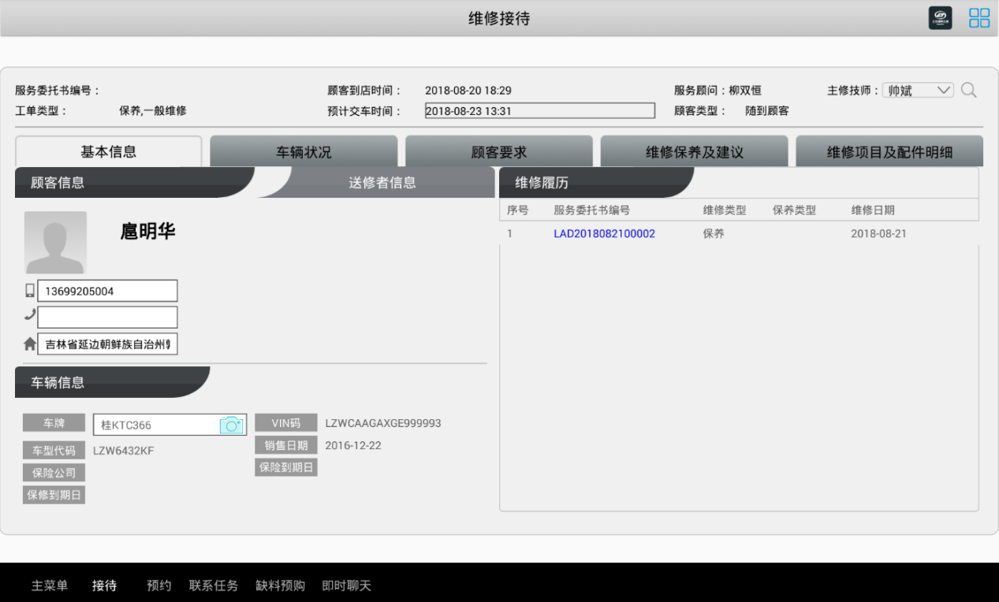 维修接待
服务委托书编号：
顾客到店时间： 2018-08-20 18:29
服务顾问：柳双恒
主修技师：帅斌
工单类型： 保养,一般维修
预计交车时间： 2018-08-23 13:31
顾客类型： 随到顾客
基本信息 车辆状况 顾客要求 维修保养及建议 维修项目及配件明细
顾客信息 送修者信息
扈明华
13699205004
吉林省延边朝鲜族自治州
车辆信息
车牌 桂KTC366
VIN码 LZWCAAGAXGE999993
车型代码 LZW6432KF
销售日期 2016-12-22
保险公司
保险到期日
保修到期日
维修履历
序号 服务委托书编号 维修类型 保养类型 维修日期
1 LAD2018082100002 保养 2018-08-21
主菜单 接待 预约 联系任务 缺料预购 即时聊天